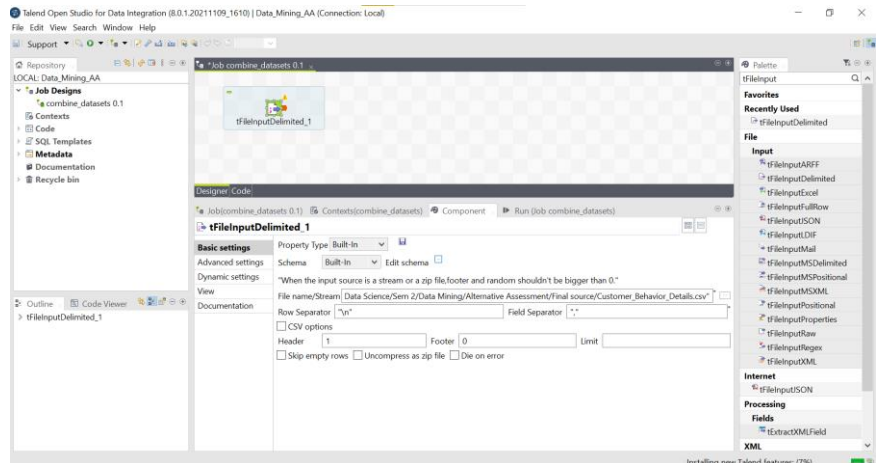 Talend Open Studio for Data Integration (8.0.1.20211109_1610) | Data_Mining_AA (Connection: Local)
File Edit View Search Window Help
Support
Repository
LOCAL: Data_Mining_AA
Job Designs
combine_datasets 0.1
Contexts
Code
SQL Templates
Metadata
Documentation
Recycle bin
Outline Code Viewer
tFileInputDelimited_1
*Job combine_datasets 0.1
tFileInputDelimited_1
Designer Code
Job(combine_datasets 0.1) Contexts(combine_datasets) Component Run (Job combine_datasets)
tFileInputDelimited_1
Basic settings
Advanced settings
Dynamic settings
View
Documentation
Property Type Built-In
Schema Built-In Edit schema
"When the input source is a stream or a zip file,footer and random shouldn't be bigger than 0."
File name/Stream Data Science/Sem 2/Data Mining/Alternative Assessment/Final source/Customer_Behavior_Details.csv"
Row Separator "\n" Field Separator ","
CSV options
Header 1 Footer 0 Limit
Skip empty rows Uncompress as zip file Die on error
Palette
tFileInput
Favorites
Recently Used
tFileInputDelimited
File
Input
tFileInputARFF
tFileInputDelimited
tFileInputExcel
tFileInputFullRow
tFileInputJSON
tFileInputLDIF
tFileInputMail
tFileInputMSDelimited
tFileInputMSPositional
tFileInputMSXML
tFileInputPositional
tFileInputProperties
tFileInputRaw
tFileInputRegex
tFileInputXML
Internet
tFileInputJSON
Processing
Fields
tExtractXMLField
XML
Installing new Talend features: (7%)